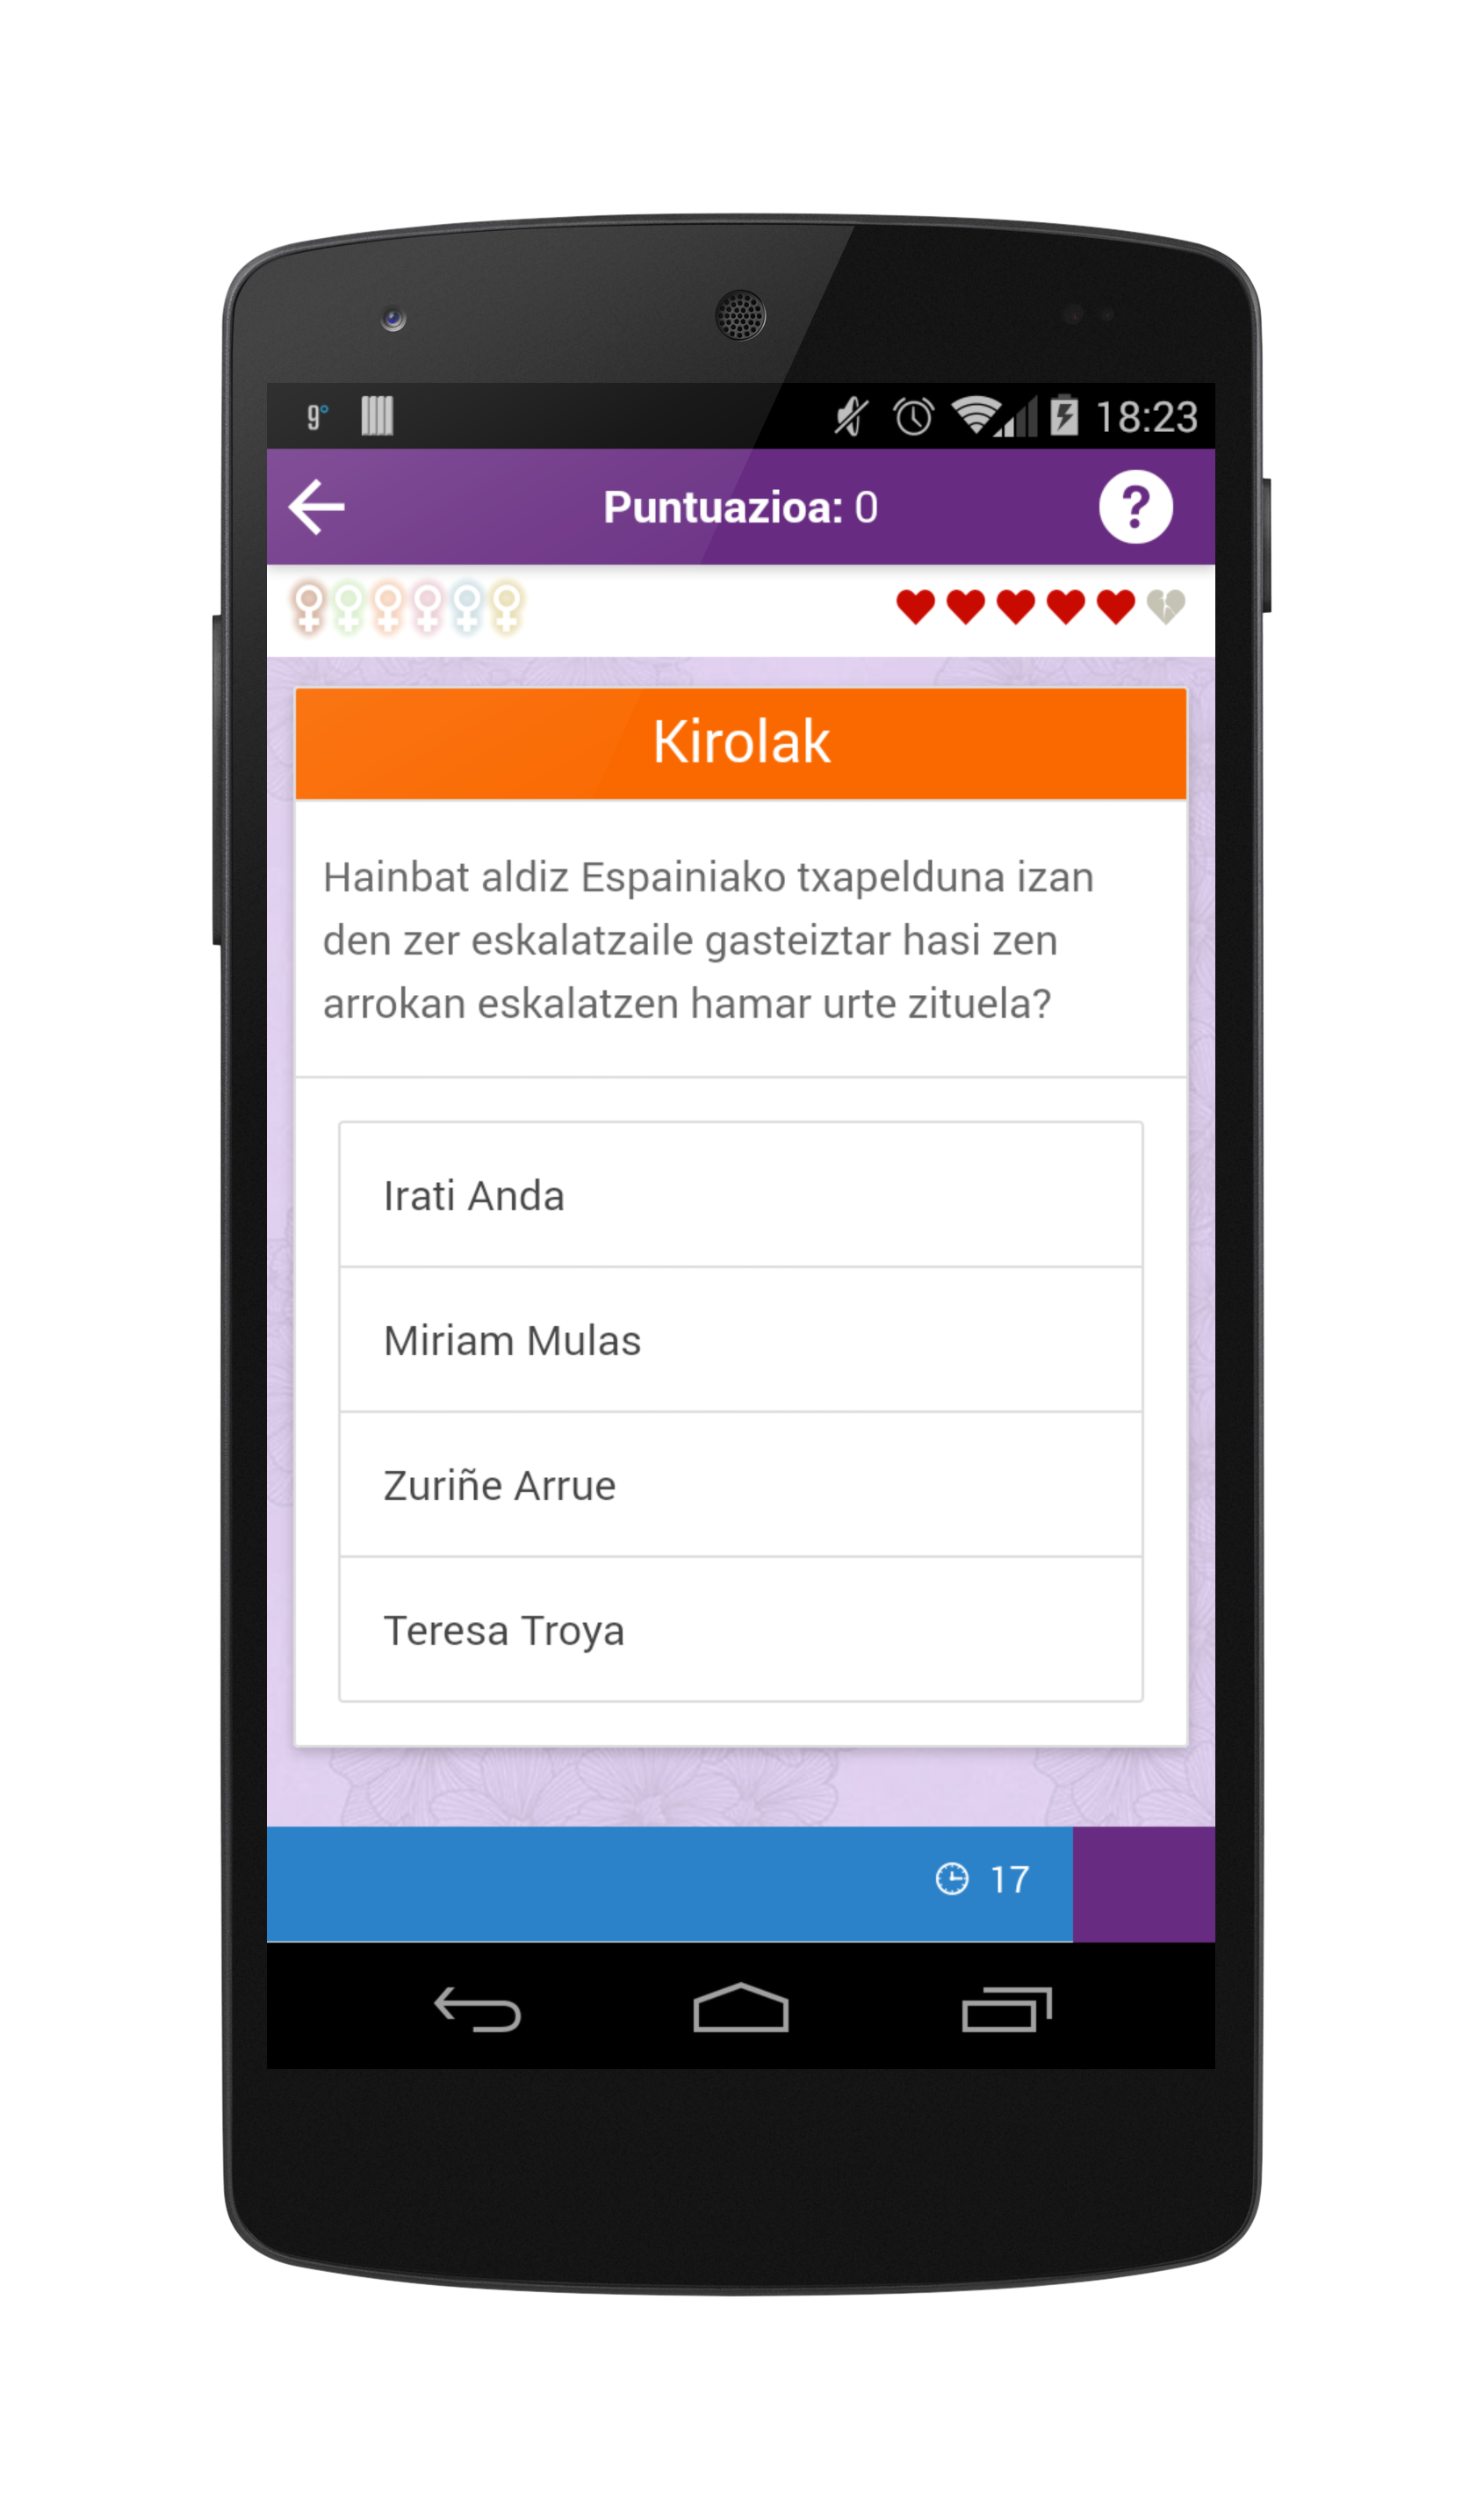 9°
18:23
Puntuazioa: 0
?
Kirolak
Hainbat aldiz Espainiako txapelduna izan
den zer eskalatzaile gasteiztar hasi zen
arrokan eskalatzen hamar urte zituela?
Irati Anda
Miriam Mulas
Zuriñe Arrue
Teresa Troya
17